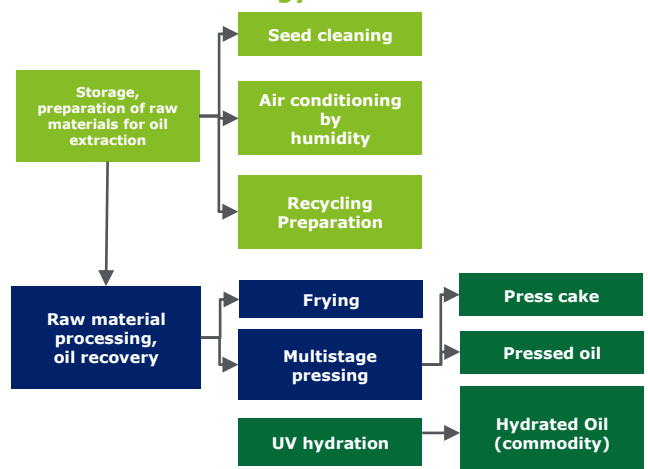 Seed cleaning
Storage,
preparation of raw
materials for oil
extraction
Air conditioning
by
humidity
Recycling
Preparation
Raw material
processing,
oil recovery
Frying
Multistage
pressing
Press cake
Pressed oil
UV hydration
Hydrated Oil
(commodity)